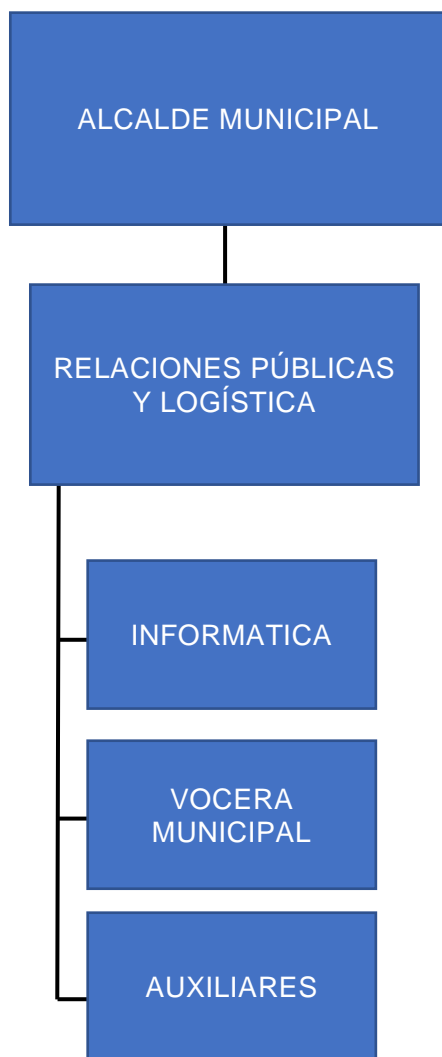 ALCALDE MUNICIPAL
RELACIONES PÚBLICAS
Y LOGÍSTICA
INFORMATICA
VOCERA
MUNICIPAL
AUXILIARES